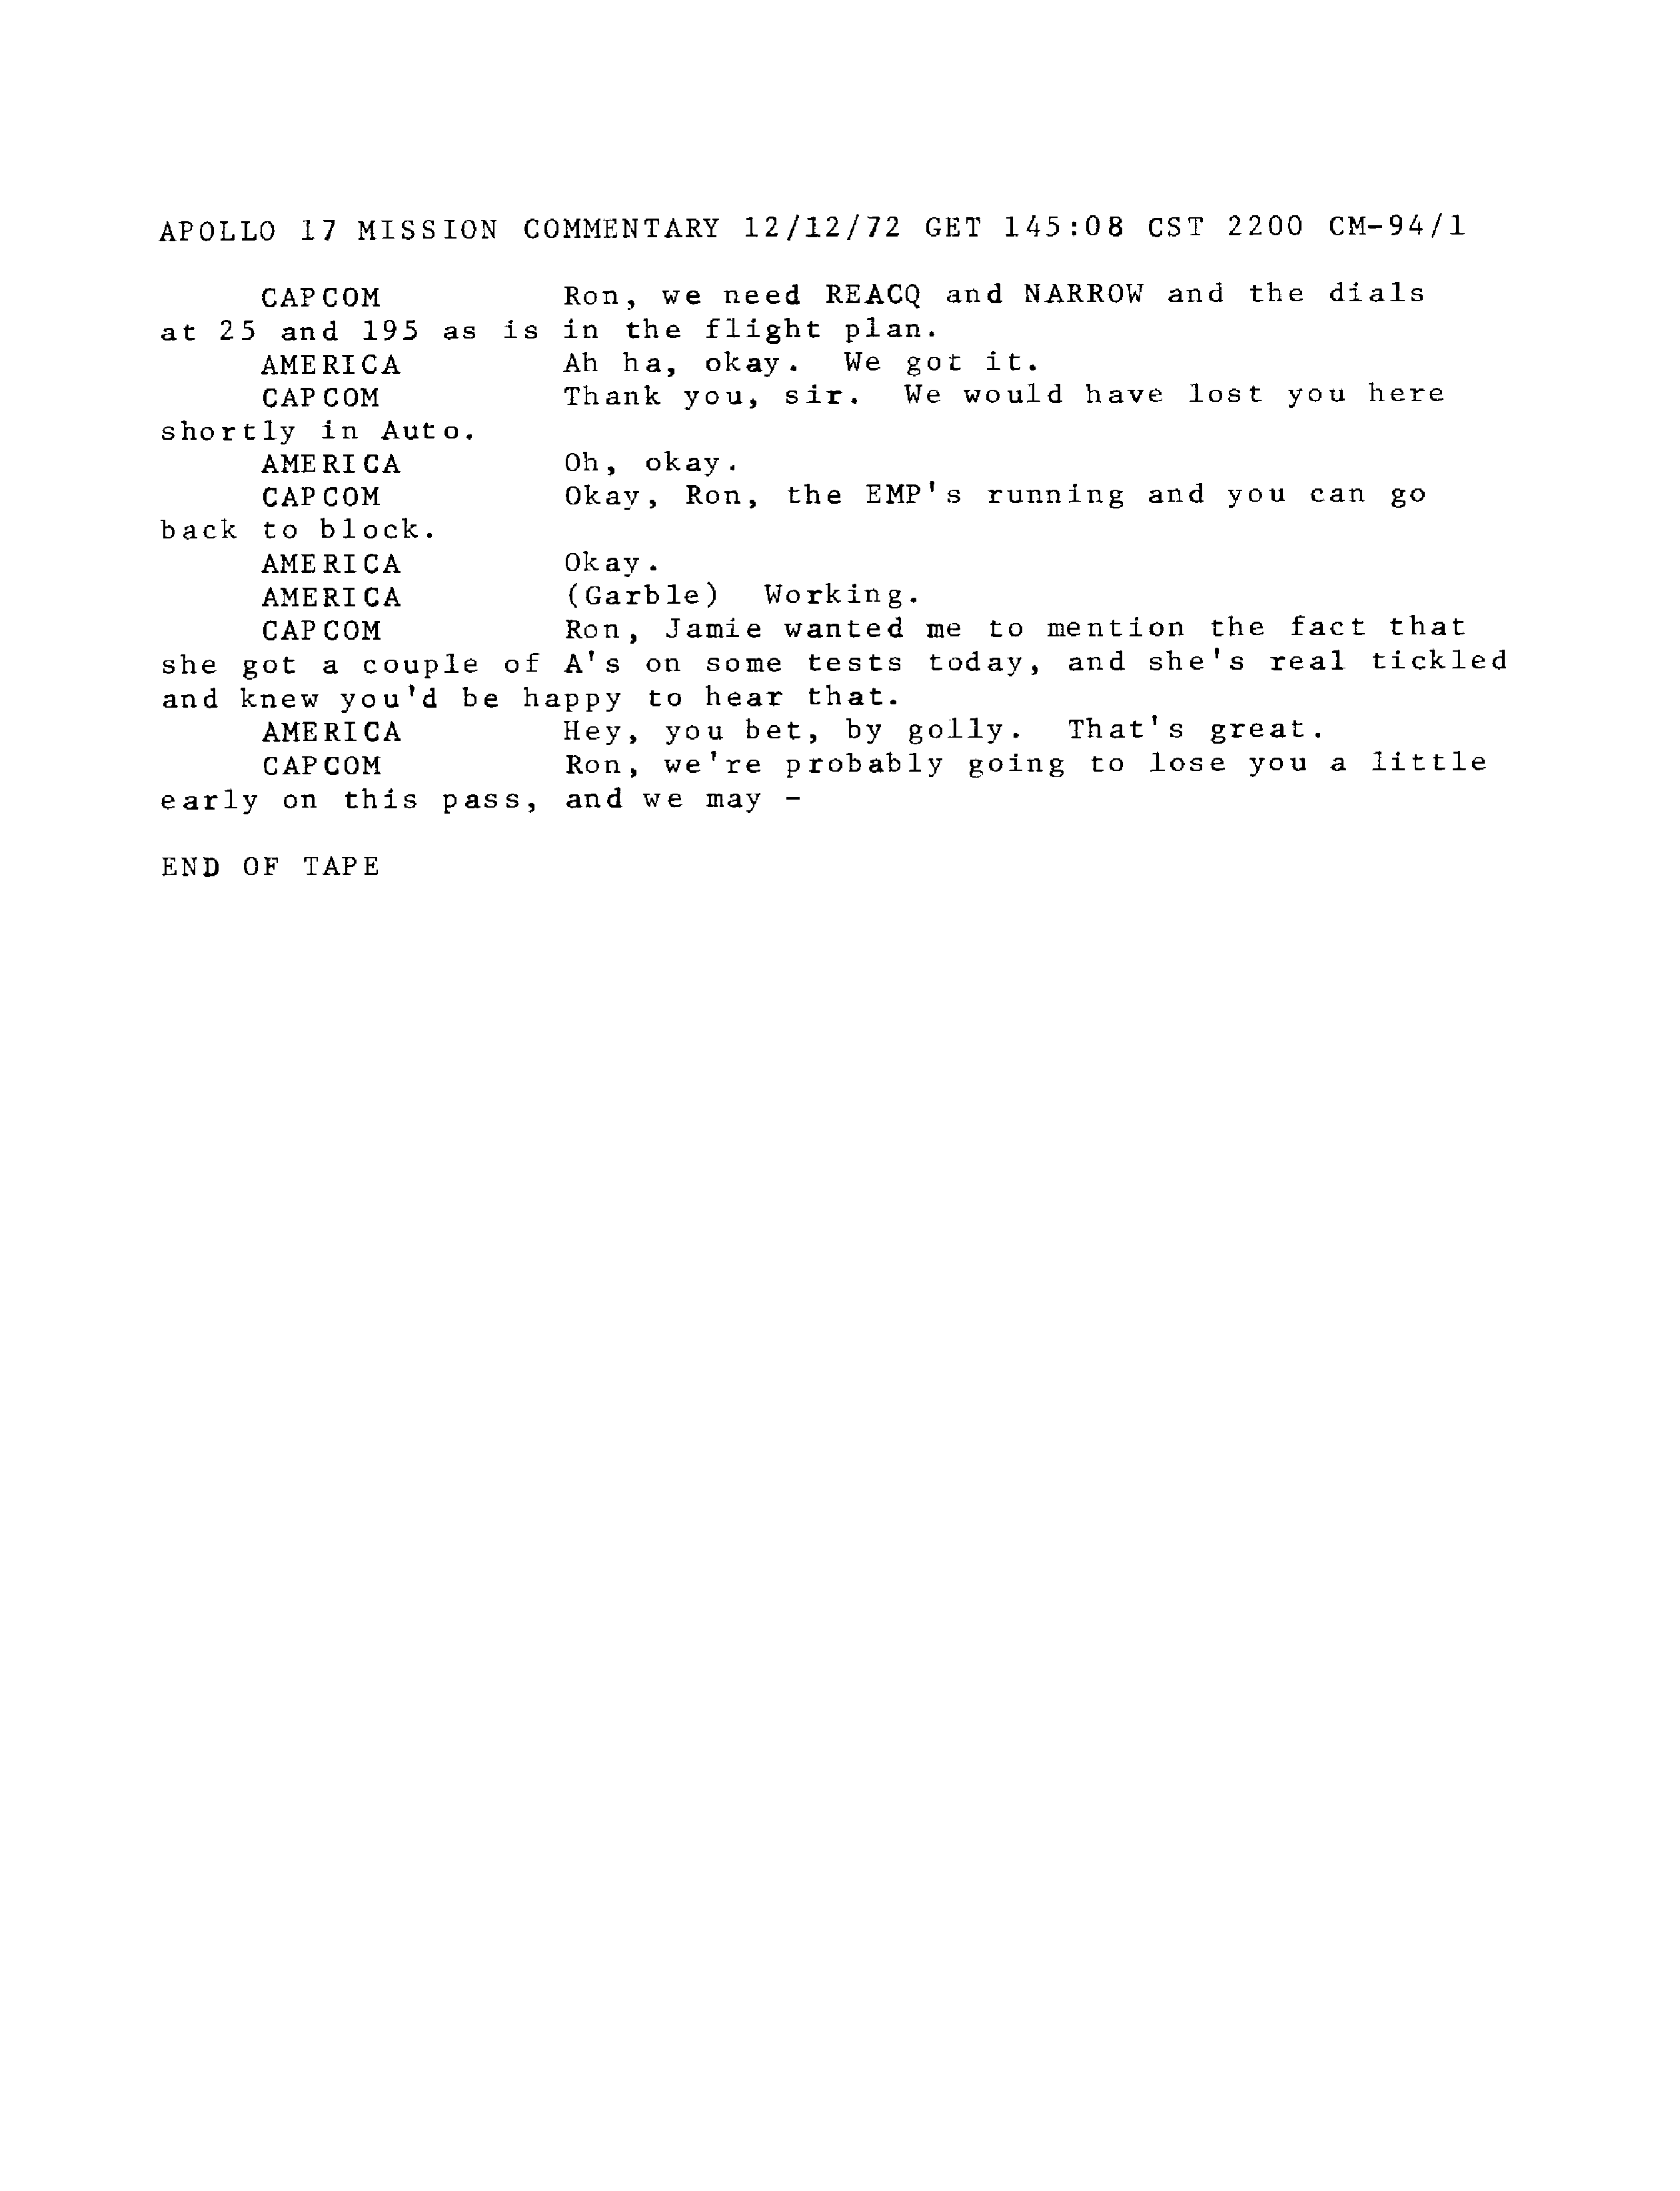 APOLLO 17 MISSION COMMENTARY 12/12/72 GET 145:08 CST 2200 CM-94/1
CAPCOM Ron, we need REACQ and NARROW and the dials
at 25 and 195 as is in the flight plan.
AMERICA Ah ha, okay. We got it.
CAPCOM Thank you, sir. We would have lost you here
shortly in Auto.
AMERICA Oh, okay.
CAPCOM Okay, Ron, the EMP's running and you can go
back to block.
AMERICA Okay.
AMERICA (Garble) Working.
CAPCOM Ron, Jamie wanted me to mention the fact that
she got a couple of A's on some tests today, and she's real tickled
and knew you'd be happy to hear that.
AMERICA Hey, you bet, by golly. That's great.
CAPCOM Ron, we're probably going to lose you a little
early on this pass, and we may -
END OF TAPE